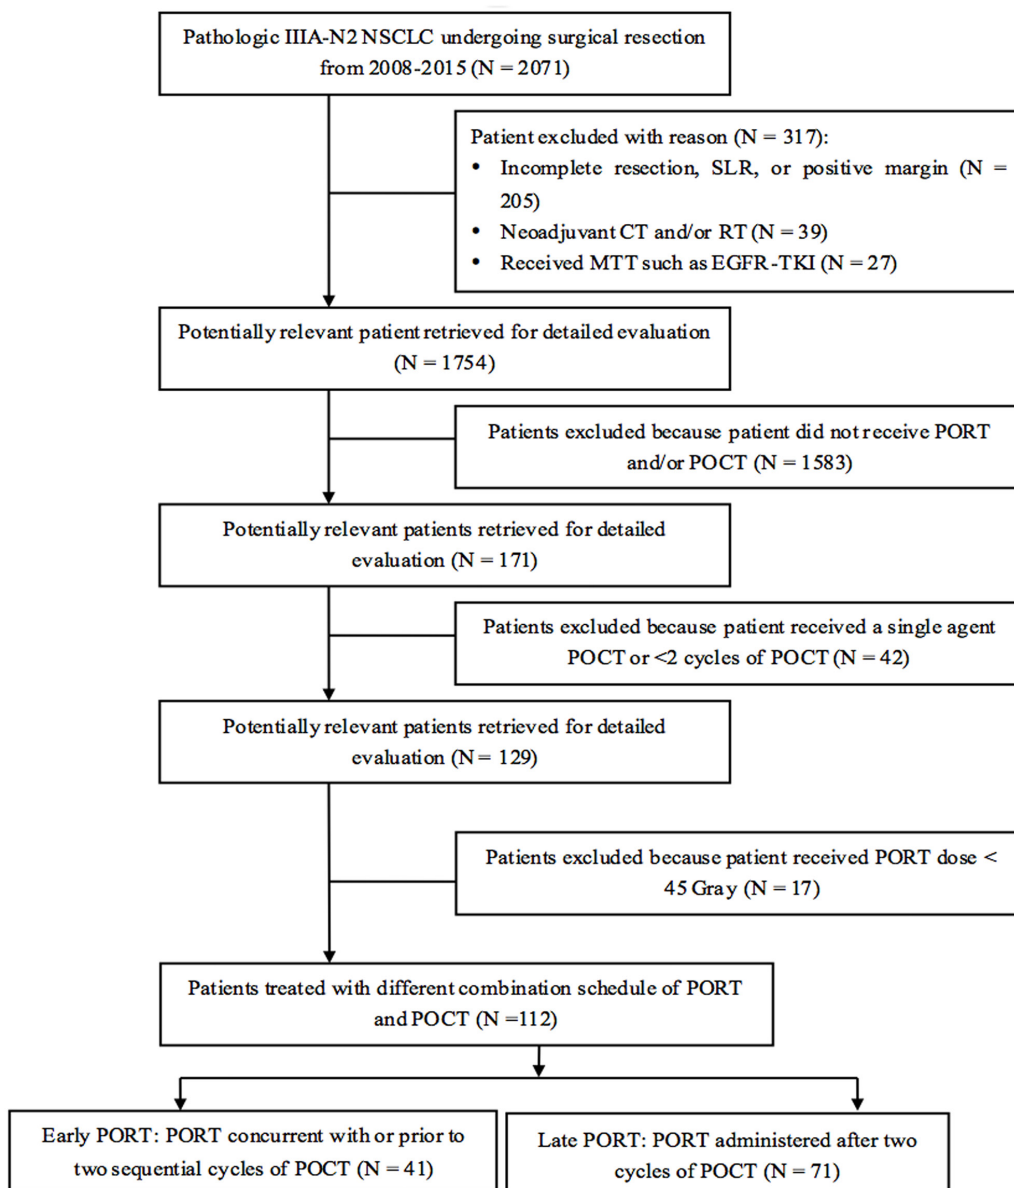 Pathologic IIIA-N2 NSCLC undergoing surgical resection
from 2008-2015 (N = 2071)
Patient excluded with reason (N = 317):
• Incomplete resection, SLR, or positive margin (N =
205)
• Neoadjuvant CT and/or RT (N = 39)
• Received MTT such as EGFR-TKI (N = 27)
Potentially relevant patient retrieved for detailed evaluation
(N = 1754)
Patients excluded because patient did not receive PORT
and/or POCT (N = 1583)
Potentially relevant patients retrieved for detailed
evaluation (N = 171)
Patients excluded because patient received a single agent
POCT or <2 cycles of POCT (N = 42)
Potentially relevant patients retrieved for detailed
evaluation (N = 129)
Patients excluded because patient received PORT dose <
45 Gray (N = 17)
Patients treated with different combination schedule of PORT
and POCT (N =112)
Early PORT: PORT concurrent with or prior to
two sequential cycles of POCT (N = 41)
Late PORT: PORT administered after two
cycles of POCT (N = 71)